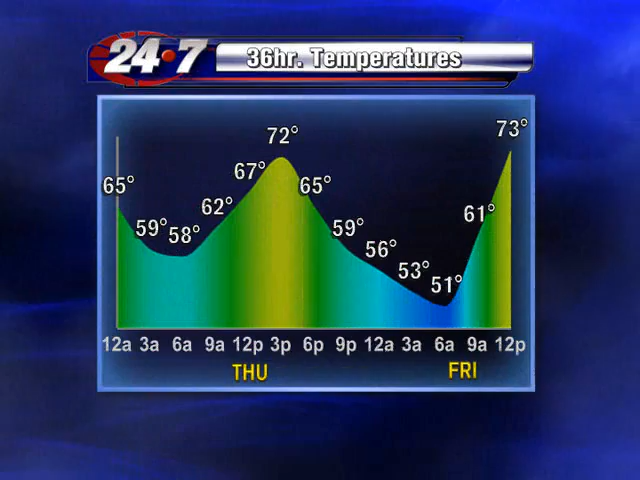 24·7
36hr. Temperatures
73°
72°
65° 67° 65°
59° 58° 62° 59° 61°
56°
53°
51°
12a 3a 6a 9a 12p 3p 6p 9p 12a 3a 6a 9a 12p
THU FRI